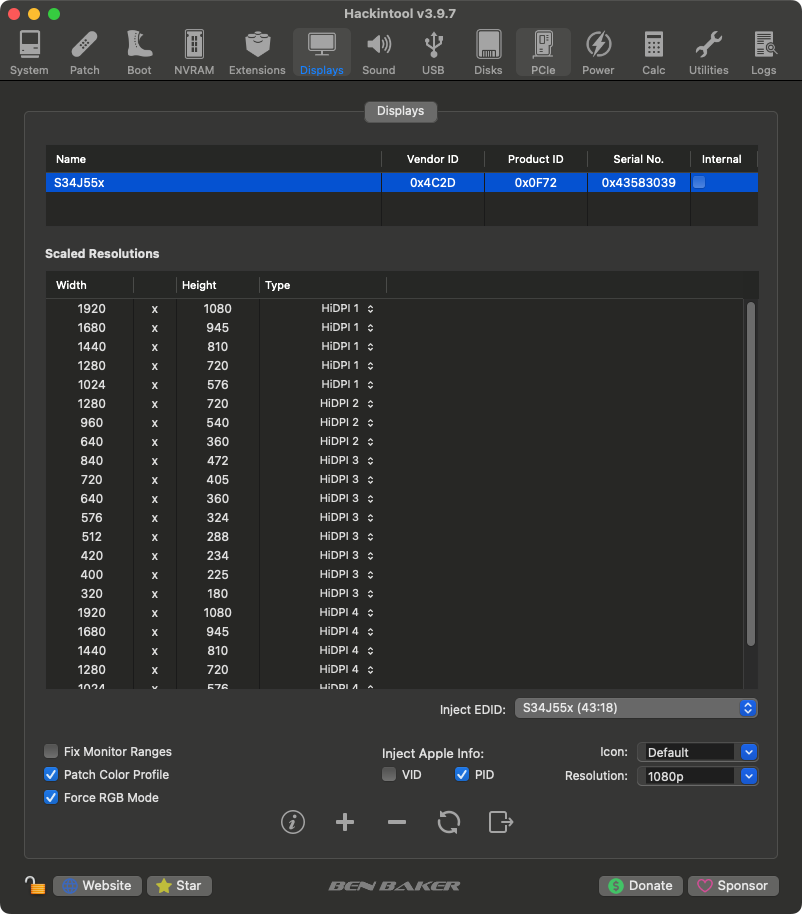 Hackintool v3.9.7
System Patch Boot NVRAM Extensions Displays Sound USB Disks PCIe Power Calc Utilities Logs
Displays
Name Vendor ID Product ID Serial No. Internal
S34J55x 0x4C2D 0x0F72 0x43583039
Scaled Resolutions
Width Height Type
1920 x 1080 HiDPI 1
1680 x 945 HiDPI 1
1440 x 810 HiDPI 1
1280 x 720 HiDPI 1
1024 x 576 HiDPI 1
1280 x 720 HiDPI 2
960 x 540 HiDPI 2
640 x 360 HiDPI 2
840 x 472 HiDPI 3
720 x 405 HiDPI 3
640 x 360 HiDPI 3
576 x 324 HiDPI 3
512 x 288 HiDPI 3
420 x 234 HiDPI 3
400 x 225 HiDPI 3
320 x 180 HiDPI 3
1920 x 1080 HiDPI 4
1680 x 945 HiDPI 4
1440 x 810 HiDPI 4
1280 x 720 HiDPI 4
1024 x 576 HiDPI 4
Inject EDID: S34J55x (43:18)
Fix Monitor Ranges Inject Apple Info: Icon: Default
Patch Color Profile VID PID Resolution: 1080p
Force RGB Mode
Website Star BEN BAKER Donate Sponsor